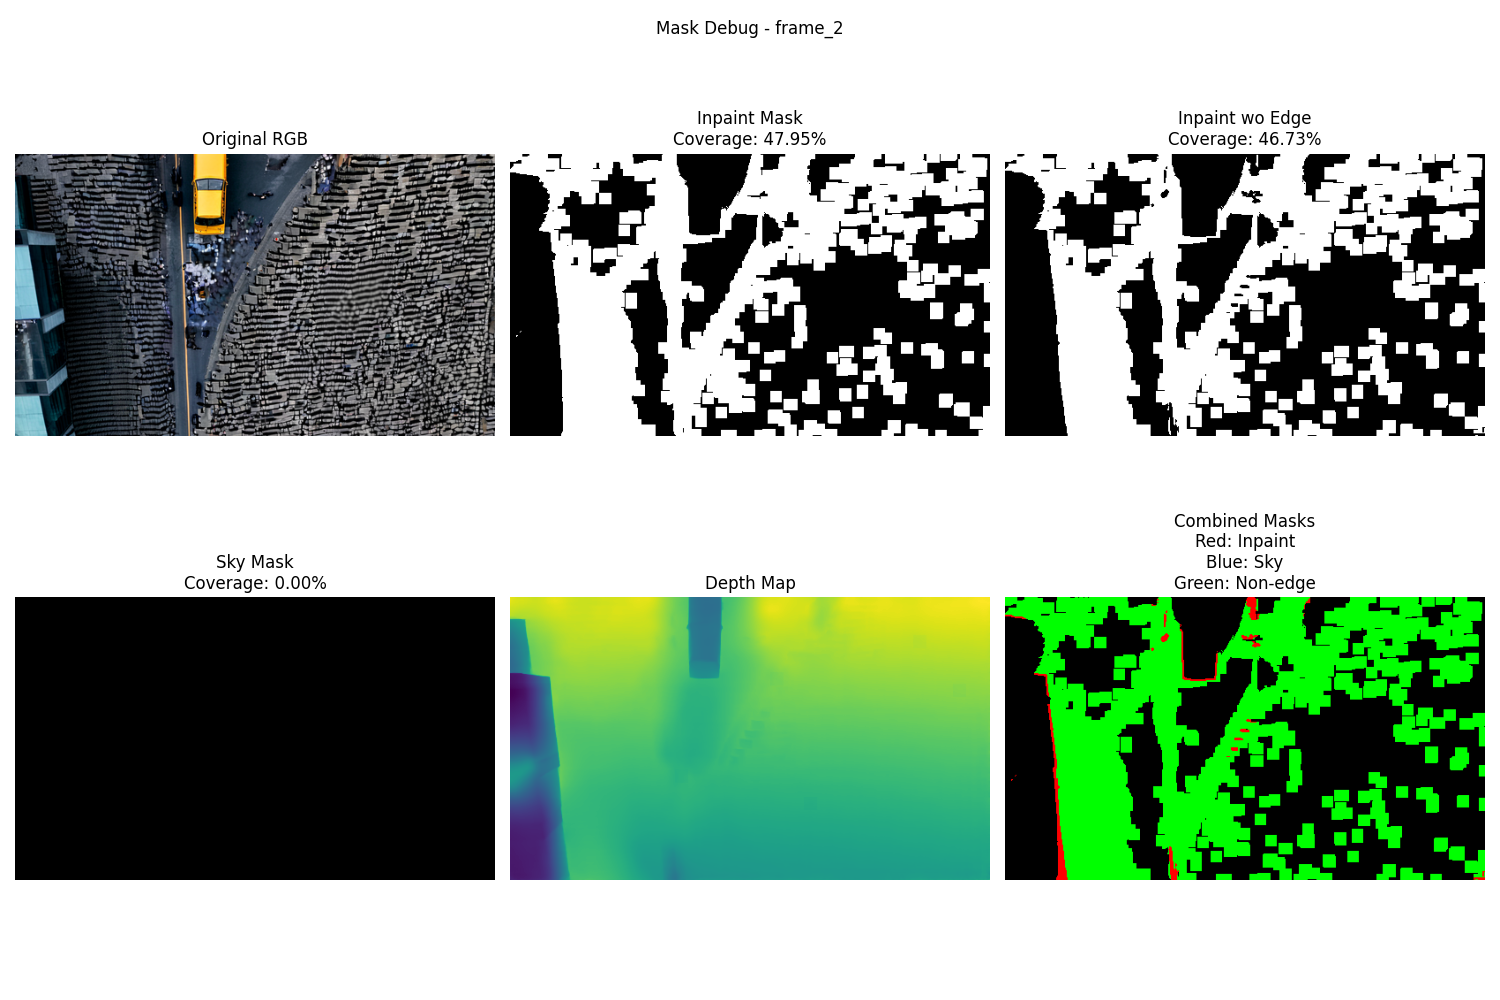 Mask Debug - frame_2
Original RGB
Inpaint Mask
Coverage: 47.95%
Inpaint wo Edge
Coverage: 46.73%
Sky Mask
Coverage: 0.00%
Depth Map
Combined Masks
Red: Inpaint
Blue: Sky
Green: Non-edge